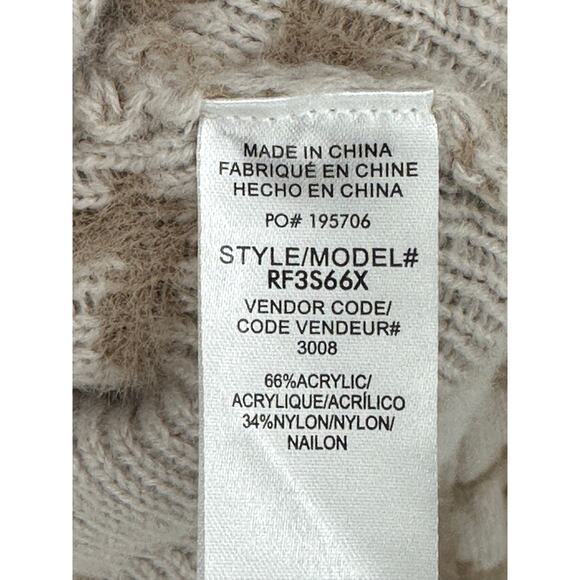 MADE IN CHINA
FABRIQUÉ EN CHINE
HECHO EN CHINA
PO# 195706
STYLE/MODEL#
RF3S66X
VENDOR CODE/
CODE VENDEUR#
3008
66%ACRYLIC/
ACRYLIQUE/ACRÍLICO
34%NYLON/NYLON/
NAILON